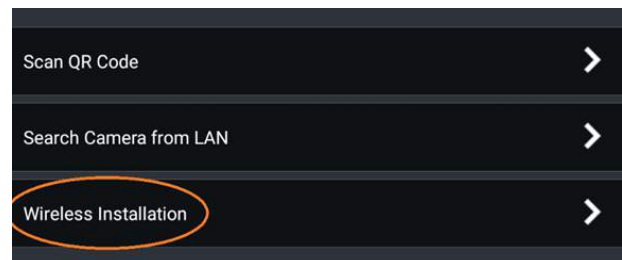 Scan QR Code
Search Camera from LAN
Wireless Installation